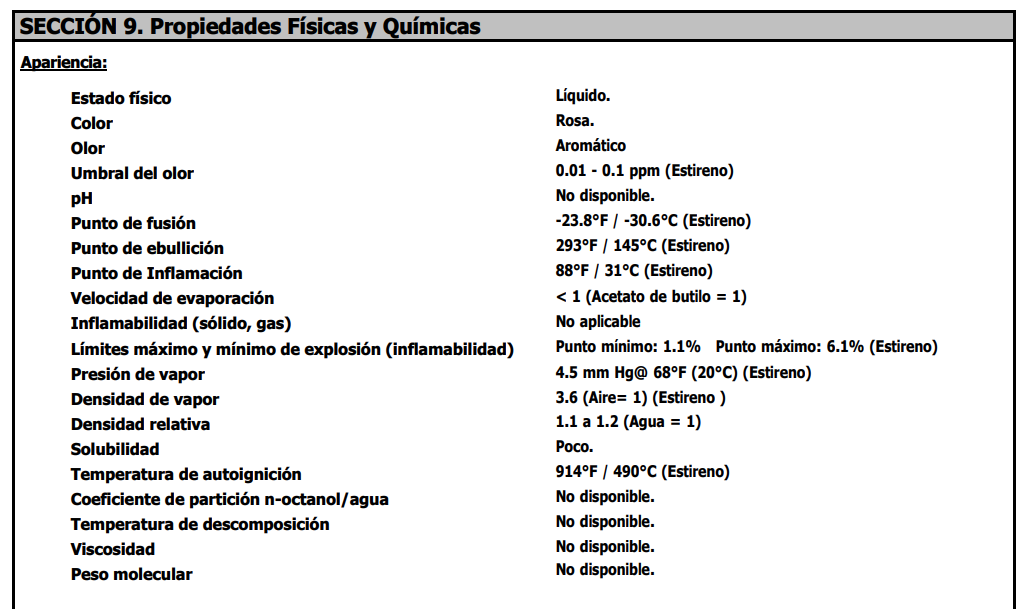 SECCIÓN 9. Propiedades Físicas y Químicas
Apariencia:
Estado físico Líquido.
Color Rosa.
Olor Aromático
Umbral del olor 0.01 - 0.1 ppm (Estireno)
pH No disponible.
Punto de fusión -23.8°F / -30.6°C (Estireno)
Punto de ebullición 293°F / 145°C (Estireno)
Punto de Inflamación 88°F / 31°C (Estireno)
Velocidad de evaporación < 1 (Acetato de butilo = 1)
Inflamabilidad (sólido, gas) No aplicable
Límites máximo y mínimo de explosión (inflamabilidad) Punto mínimo: 1.1% Punto máximo: 6.1% (Estireno)
Presión de vapor 4.5 mm Hg@ 68°F (20°C) (Estireno)
Densidad de vapor 3.6 (Aire= 1) (Estireno )
Densidad relativa 1.1 a 1.2 (Agua = 1)
Solubilidad Poco.
Temperatura de autoignición 914°F / 490°C (Estireno)
Coeficiente de partición n-octanol/agua No disponible.
Temperatura de descomposición No disponible.
Viscosidad No disponible.
Peso molecular No disponible.